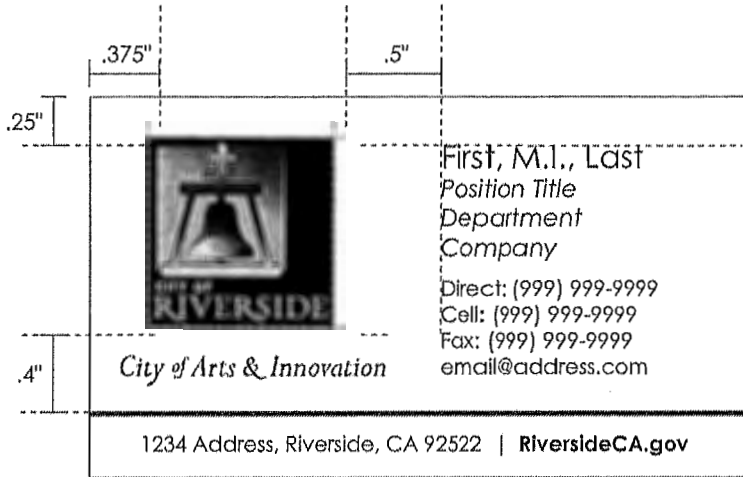 .375"
.5"
.25"
First, M.I., Last
Position Title
Department
Company
CITY OF
RIVERSIDE
Direct: (999) 999-9999
Cell: (999) 999-9999
Fax: (999) 999-9999
email@address.com
.4"
City of Arts & Innovation
1234 Address, Riverside, CA 92522 | RiversideCA.gov